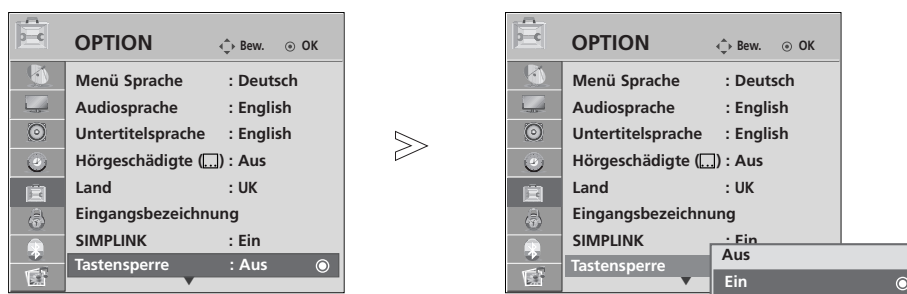 OPTION
Bew. OK
Menü Sprache : Deutsch
Audiosprache : English
Untertitelsprache : English
Hörgeschädigte ( ) : Aus
Land : UK
Eingangsbezeichnung
SIMPLINK : Ein
Tastensperre : Aus
OPTION
Bew. OK
Menü Sprache : Deutsch
Audiosprache : English
Untertitelsprache : English
Hörgeschädigte ( ) : Aus
Land : UK
Eingangsbezeichnung
SIMPLINK : Ein
Tastensperre
Aus
Ein